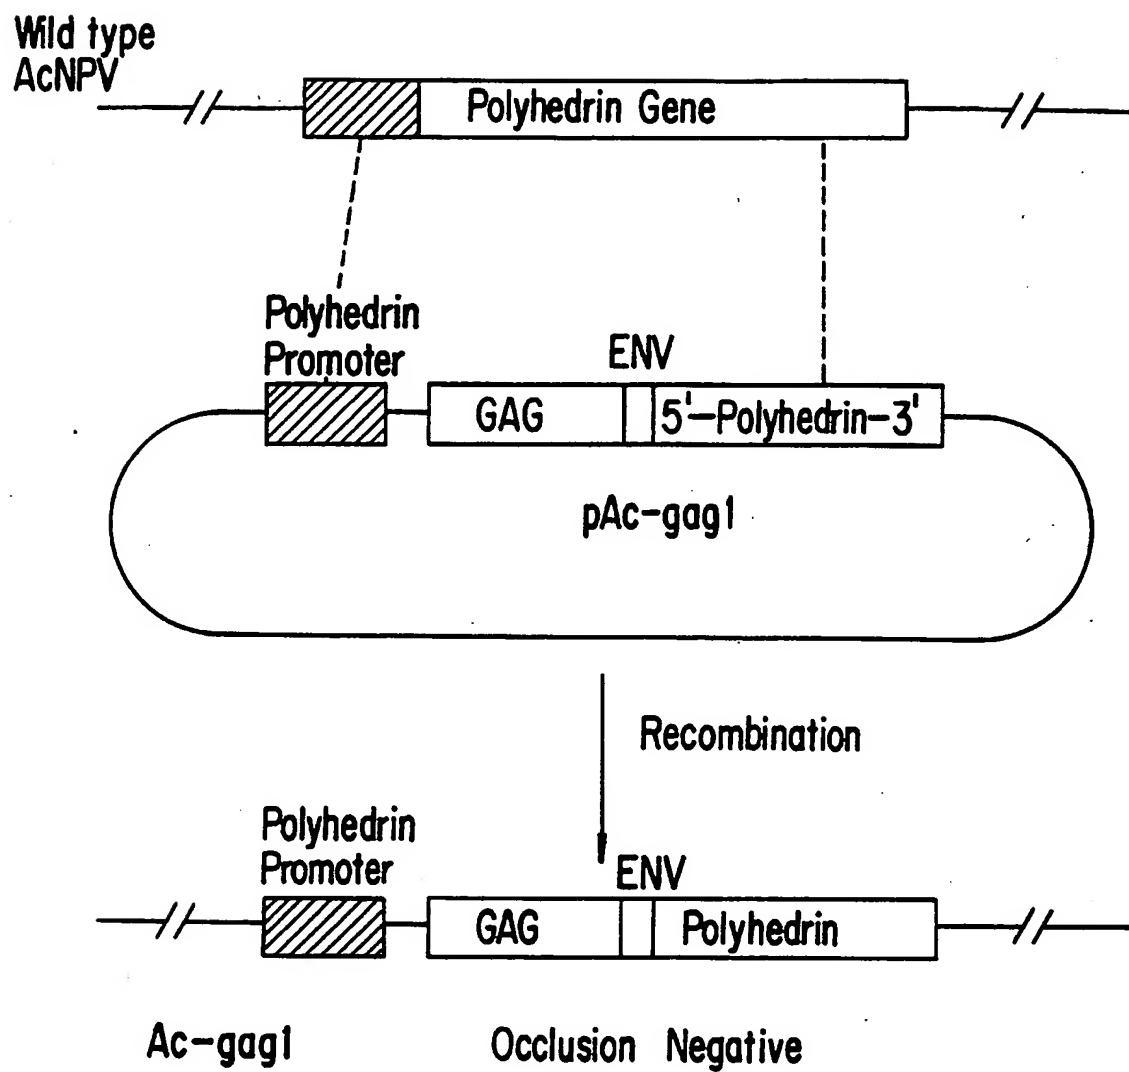 Wild type
AcNPV
Polyhedrin Gene
Polyhedrin
Promoter
ENV
GAG
5'-Polyhedrin-3'
pAc-gag1
Recombination
Polyhedrin
Promoter
ENV
GAG
Polyhedrin
Ac-gag1
Occlusion Negative